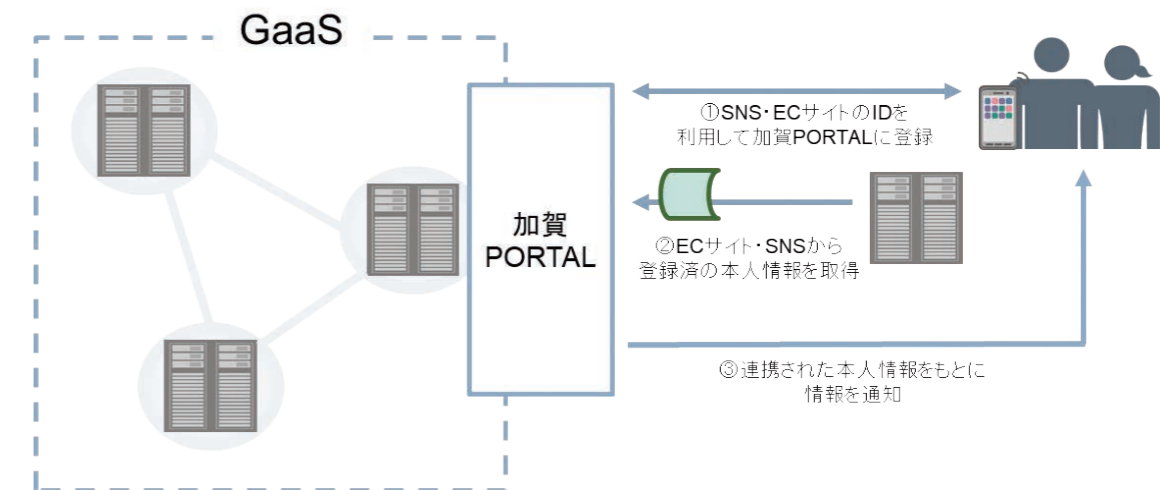 GaaS
加賀
PORTAL
①SNS・ECサイトのIDを
利用して加賀PORTALに登録
②ECサイト・SNSから
登録済の本人情報を取得
③連携された本人情報をもとに
情報を通知